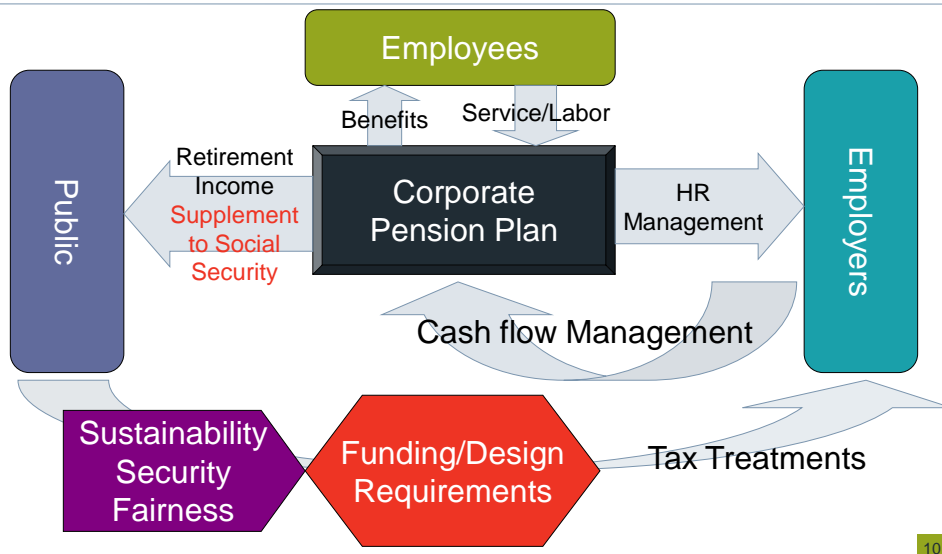 Employees
Benefits
Service/Labor
Public
Retirement
Income
Supplement
to Social
Security
Corporate
Pension Plan
HR
Management
Employers
Cash flow Management
Sustainability
Security
Fairness
Funding/Design
Requirements
Tax Treatments
10